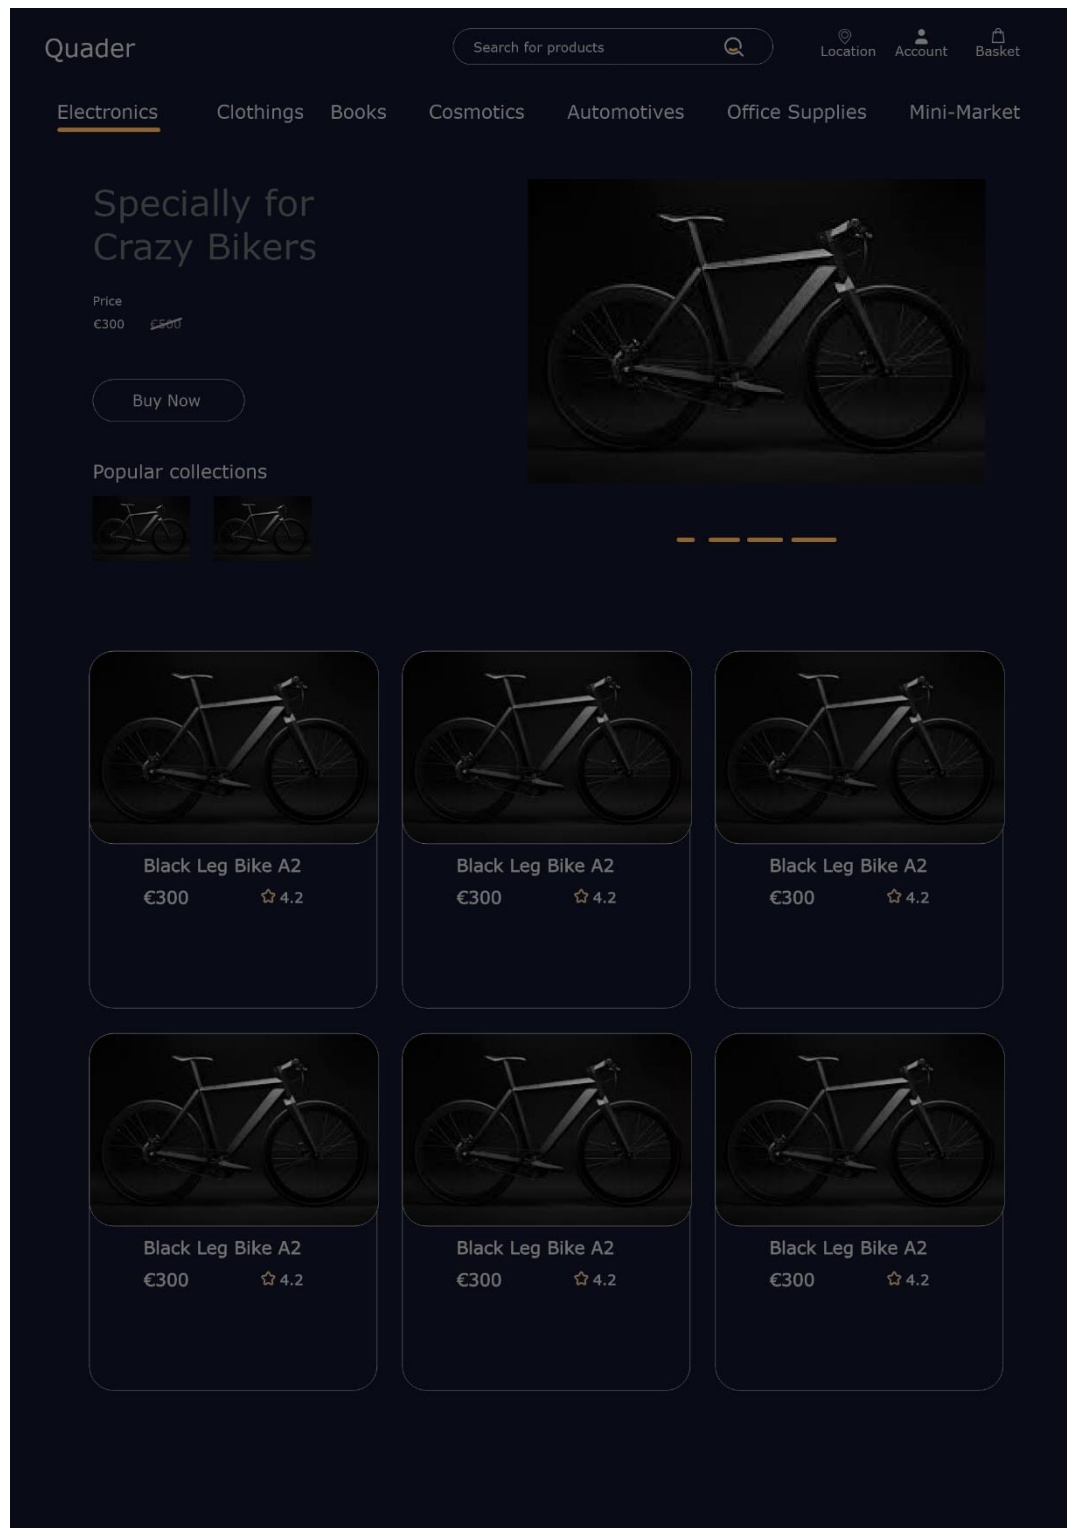 Quader
Search for products
Location Account Basket
Electronics Clothings Books Cosmotics Automotives Office Supplies Mini-Market
Specially for
Crazy Bikers
Price
€300 €500
Buy Now
Popular collections
Black Leg Bike A2 Black Leg Bike A2 Black Leg Bike A2
€300 4.2 €300 4.2 €300 4.2
Black Leg Bike A2 Black Leg Bike A2 Black Leg Bike A2
€300 4.2 €300 4.2 €300 4.2